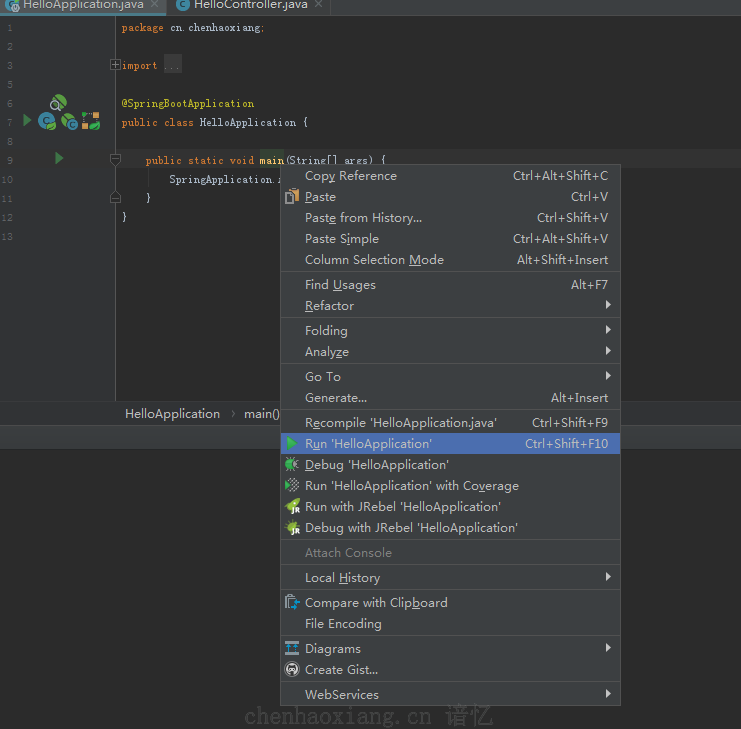 HelloApplication.java
HelloController.java
1 package cn.chenhaoxiang;
2
3 import ...
5
6 @SpringBootApplication
7 public class HelloApplication {
8
9 public static void main(String[] args) {
10 SpringApplication.
11 }
12 }
13
Copy Reference Ctrl+Alt+Shift+C
Paste Ctrl+V
Paste from History... Ctrl+Shift+V
Paste Simple Ctrl+Alt+Shift+V
Column Selection Mode Alt+Shift+Insert
Find Usages Alt+F7
Refactor
Folding
Analyze
Go To
Generate... Alt+Insert
Recompile 'HelloApplication.java' Ctrl+Shift+F9
Run 'HelloApplication' Ctrl+Shift+F10
Debug 'HelloApplication'
Run 'HelloApplication' with Coverage
Run with JRebel 'HelloApplication'
Debug with JRebel 'HelloApplication'
Attach Console
Local History
Compare with Clipboard
File Encoding
Diagrams
Create Gist...
WebServices
HelloApplication > main()
chenhaoxiang.cn 谙忆